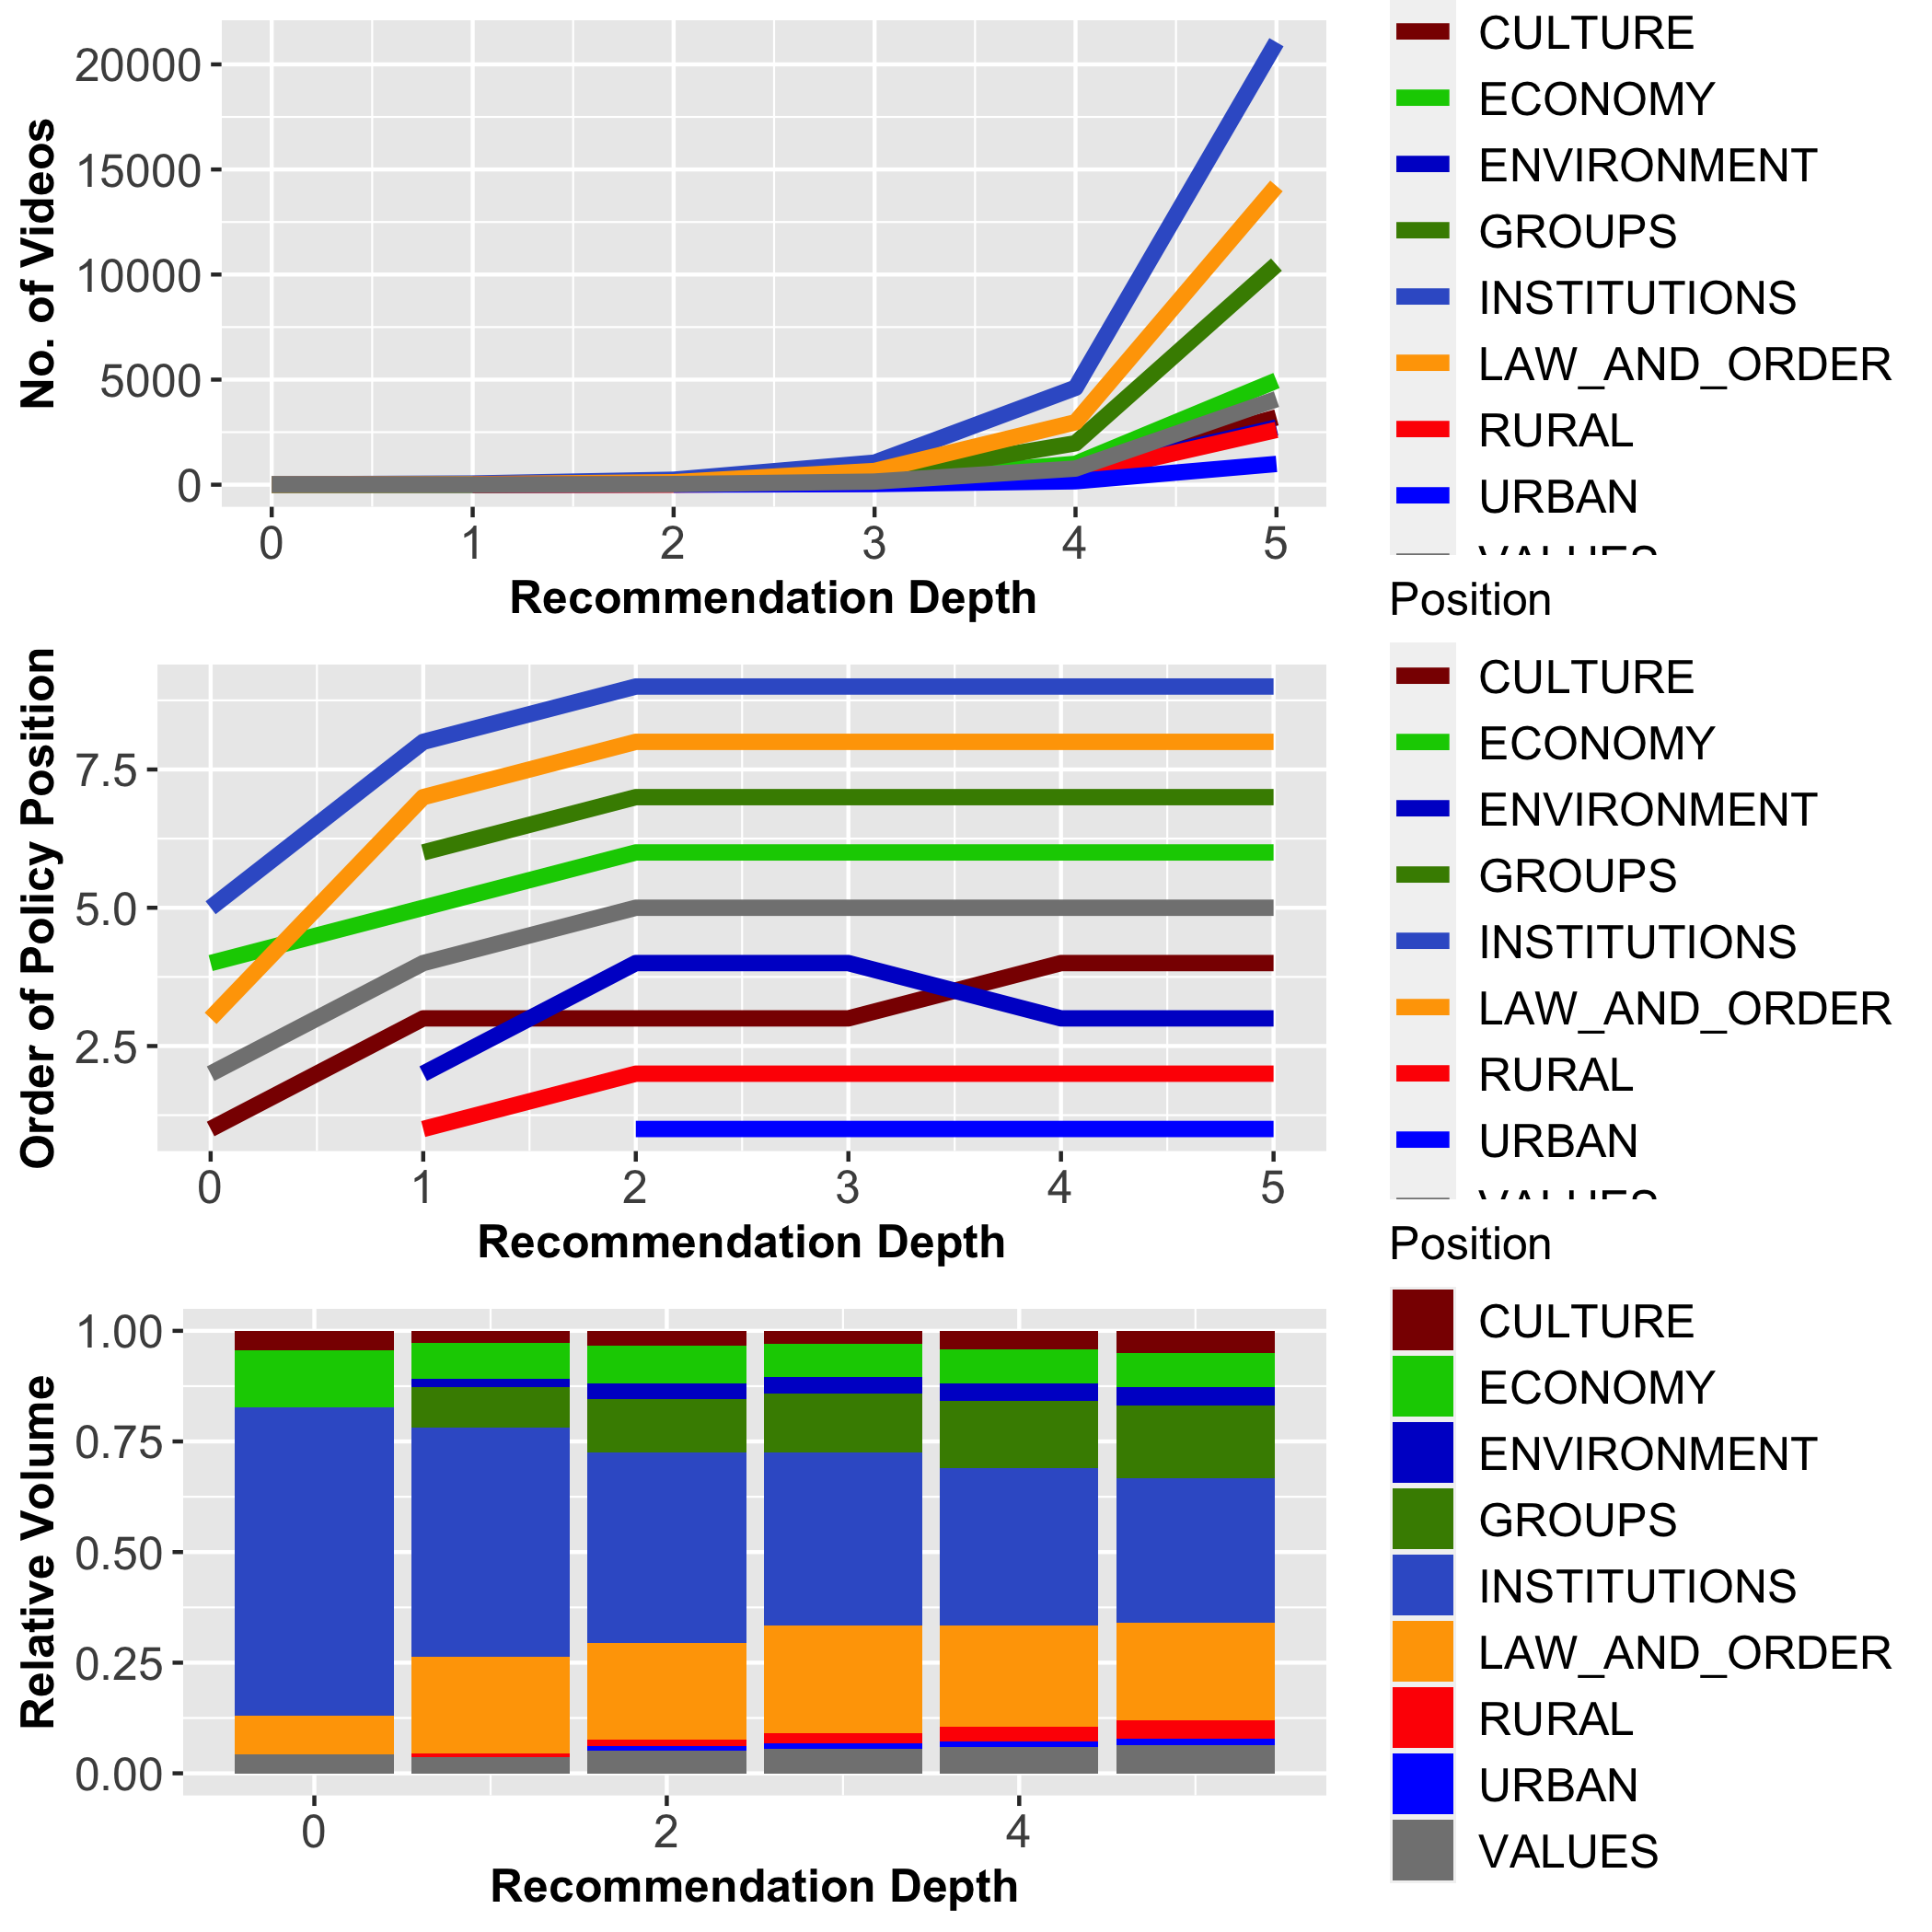 No. of Videos
20000
15000
10000
5000
0
0 1 2 3 4 5
Recommendation Depth
CULTURE
ECONOMY
ENVIRONMENT
GROUPS
INSTITUTIONS
LAW_AND_ORDER
RURAL
URBAN
VALUES
Order of Policy Position
7.5
5.0
2.5
0 1 2 3 4 5
Recommendation Depth
Position
CULTURE
ECONOMY
ENVIRONMENT
GROUPS
INSTITUTIONS
LAW_AND_ORDER
RURAL
URBAN
VALUES
Relative Volume
1.00
0.75
0.50
0.25
0.00
0 2 4
Recommendation Depth
Position
CULTURE
ECONOMY
ENVIRONMENT
GROUPS
INSTITUTIONS
LAW_AND_ORDER
RURAL
URBAN
VALUES